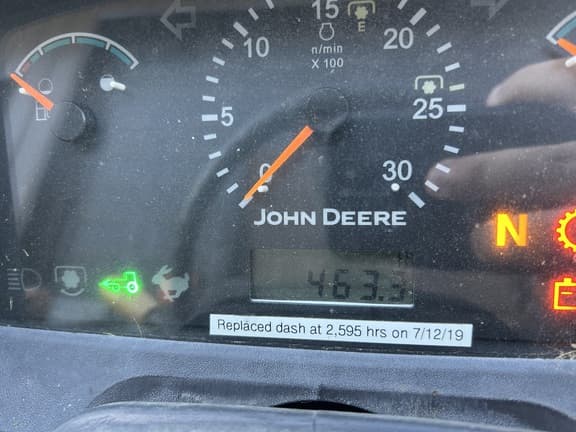 15
E
10
20
n/min
X 100
5
25
0
30
JOHN DEERE
N
463.3
Replaced dash at 2,595 hrs on 7/12/19